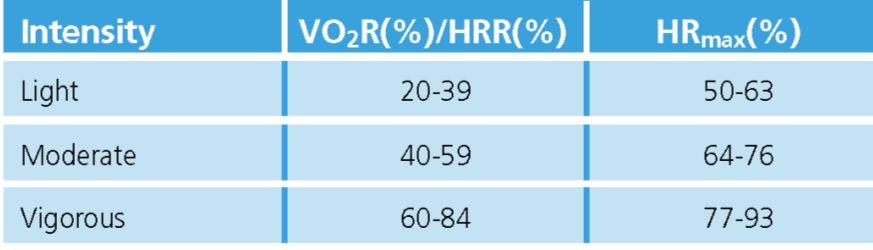 Intensity VO₂R(%)/HRR(%) HRmax(%)
Light 20-39 50-63
Moderate 40-59 64-76
Vigorous 60-84 77-93